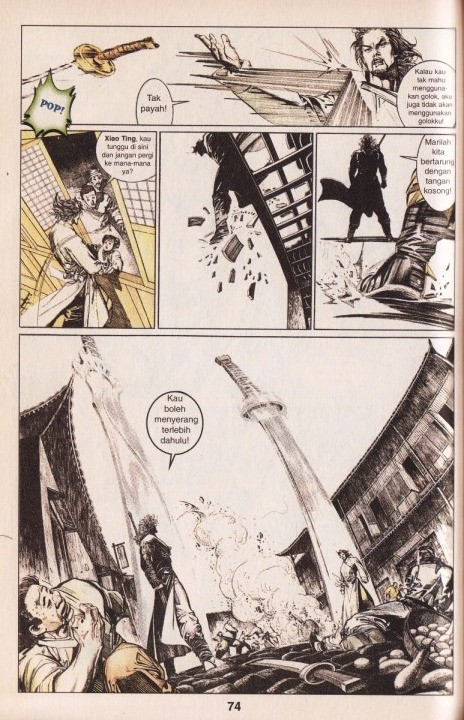 POP!
Tak
payah!
Kalau kau
tak mahu
mengguna-
kan golok, aku
juga tidak akan
menggunakan
golokku!
Xiao Ting, kau
tunggu di sini
dan jangan pergi
ke mana-mana
ya?
Marilah
kita
bertarung
dengan
tangan
kosong!
Kau
boleh
menyerang
terlebih
dahulu!
74